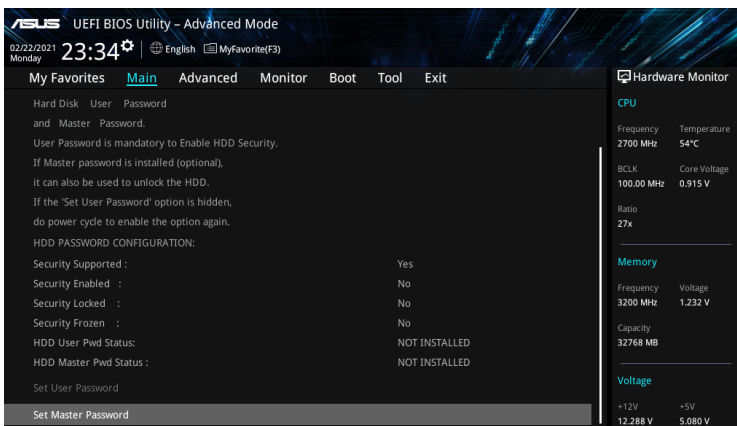 ASUS UEFI BIOS Utility – Advanced Mode
02/22/2021
Monday
23:34
English
MyFavorite(F3)
My Favorites Main Advanced Monitor Boot Tool Exit
Hard Disk User Password
and Master Password.
User Password is mandatory to Enable HDD Security.
If Master password is installed (optional),
it can also be used to unlock the HDD.
If the 'Set User Password' option is hidden,
do power cycle to enable the option again.
HDD PASSWORD CONFIGURATION:
Security Supported : Yes
Security Enabled : No
Security Locked : No
Security Frozen : No
HDD User Pwd Status: NOT INSTALLED
HDD Master Pwd Status : NOT INSTALLED
Set User Password
Set Master Password
Hardware Monitor
CPU
Frequency Temperature
2700 MHz 54°C
BCLK Core Voltage
100.00 MHz 0.915 V
Ratio
27x
Memory
Frequency Voltage
3200 MHz 1.232 V
Capacity
32768 MB
Voltage
+12V +5V
12.288 V 5.080 V